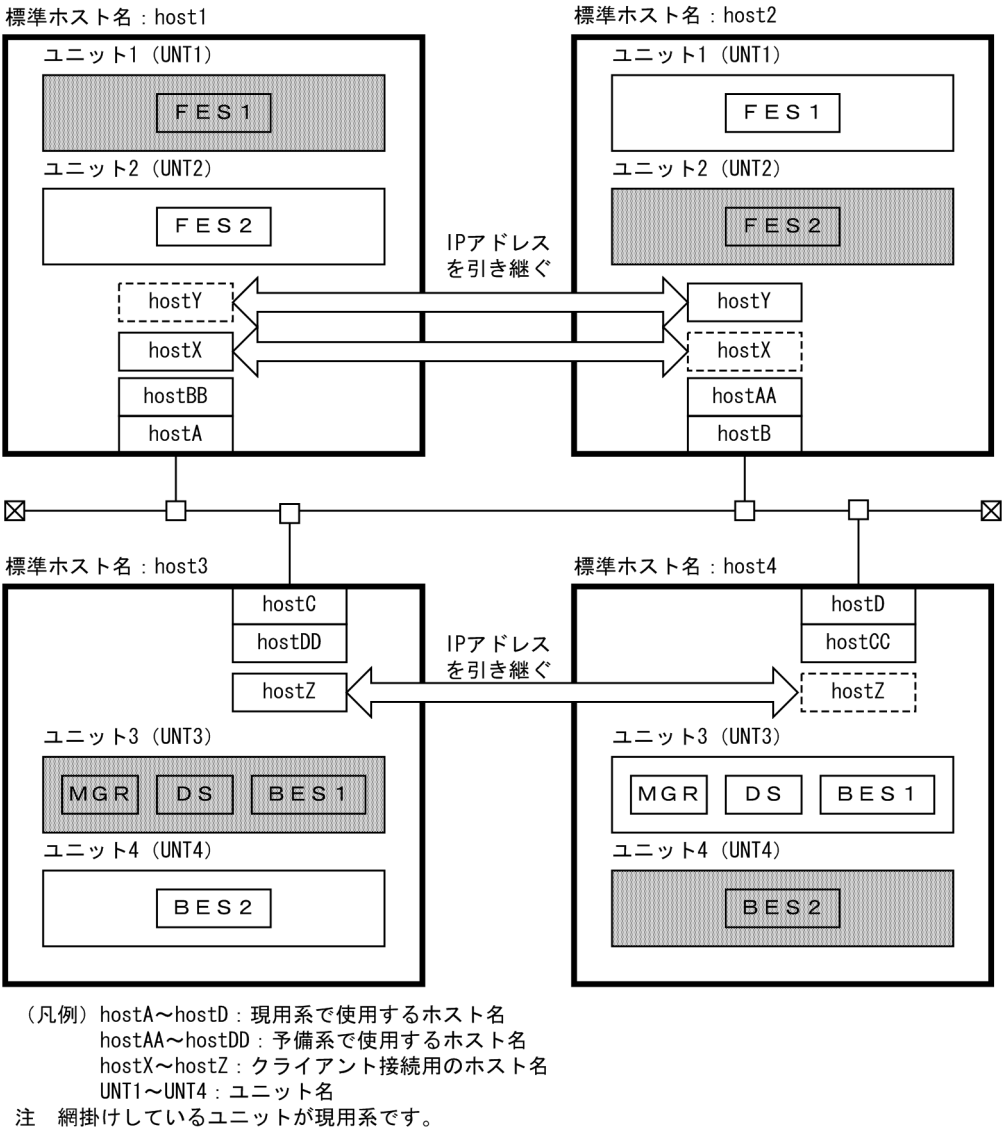 標準ホスト名：host1
標準ホスト名：host2
ユニット1（UNT1）
ユニット1（UNT1）
ＦＥＳ１
ＦＥＳ１
ユニット2（UNT2）
ユニット2（UNT2）
ＦＥＳ２
ＦＥＳ２
IPアドレス
を引き継ぐ
hostY
hostY
hostX
hostX
hostBB
hostAA
hostA
hostB
標準ホスト名：host3
標準ホスト名：host4
hostC
hostD
hostDD
hostCC
IPアドレス
を引き継ぐ
hostZ
hostZ
ユニット3（UNT3）
ユニット3（UNT3）
ＭＧＲ ＤＳ ＢＥＳ１
ＭＧＲ ＤＳ ＢＥＳ１
ユニット4（UNT4）
ユニット4（UNT4）
ＢＥＳ２
ＢＥＳ２
（凡例）hostA～hostD：現用系で使用するホスト名
hostAA～hostDD：予備系で使用するホスト名
hostX～hostZ：クライアント接続用のホスト名
UNT1～UNT4：ユニット名
注　網掛けしているユニットが現用系です。